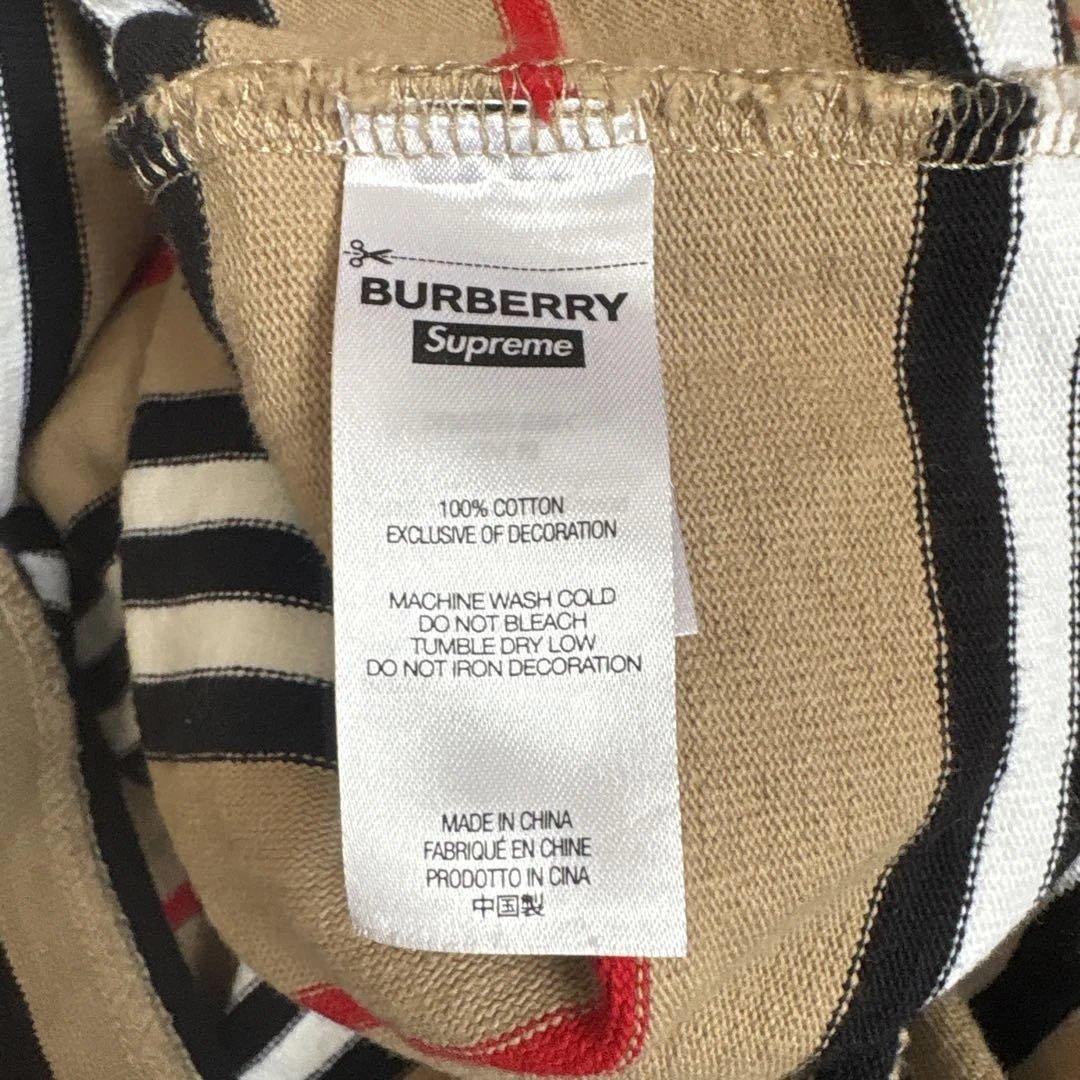 BURBERRY
Supreme
100% COTTON
EXCLUSIVE OF DECORATION
MACHINE WASH COLD
DO NOT BLEACH
TUMBLE DRY LOW
DO NOT IRON DECORATION
MADE IN CHINA
FABRIQUÉ EN CHINE
PRODOTTO IN CINA
中国製